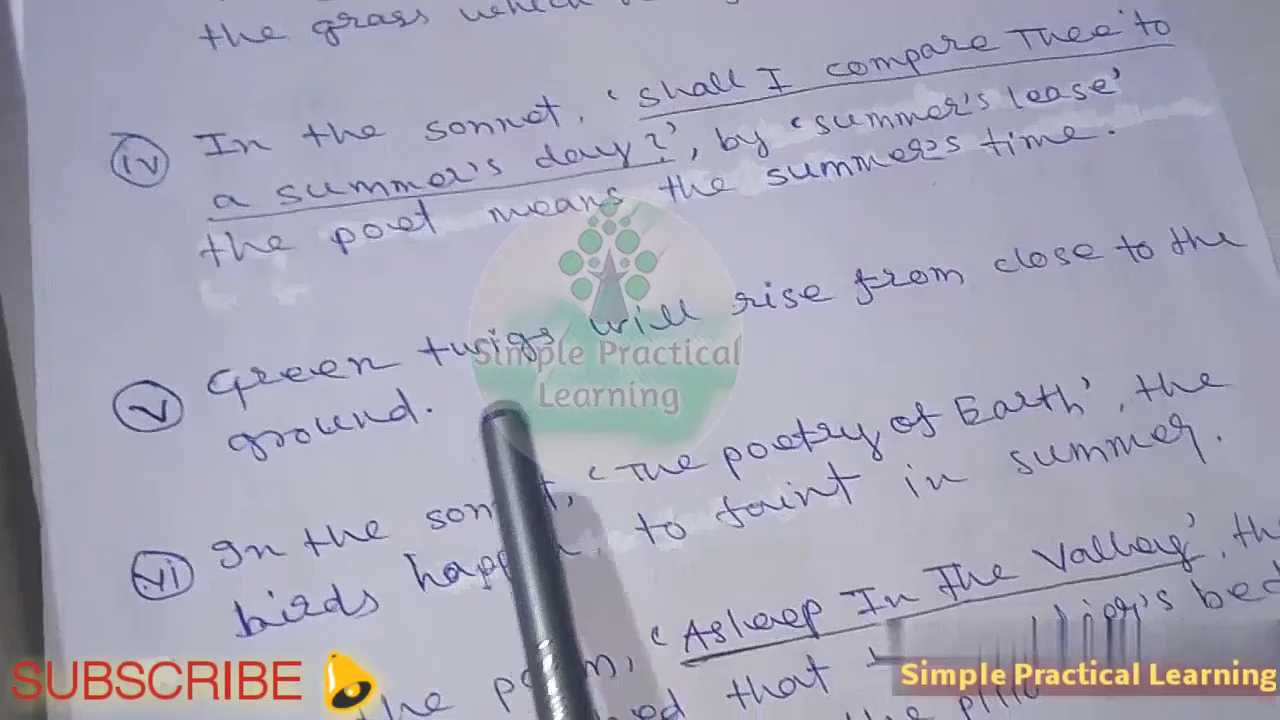 the grass which
(iv) In the sonnet, 'Shall I compare Thee to
a summer's day?', by 'summer's lease'
the poet means the summer's time.
(v) Green twigs will rise from close to the
ground.
(vi) In the sonnet, 'The poetry of Earth', the
birds happen to faint in summer.
'Asleep In The Valley', the
the that bed
Simple Practical
Learning
SUBSCRIBE
Simple Practical Learning